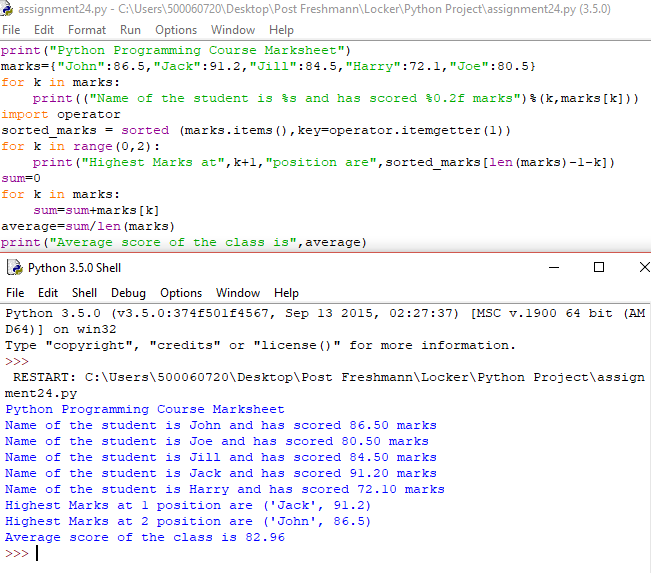 assignment24.py - C:\Users\500060720\Desktop\Post Freshmann\Locker\Python Project\assignment24.py (3.5.0)
File Edit Format Run Options Window Help
print("Python Programming Course Marksheet")
marks={"John":86.5,"Jack":91.2,"Jill":84.5,"Harry":72.1,"Joe":80.5}
for k in marks:
    print(("Name of the student is %s and has scored %0.2f marks")%(k,marks[k]))
import operator
sorted_marks = sorted (marks.items(),key=operator.itemgetter(1))
for k in range(0,2):
    print("Highest Marks at",k+1,"position are",sorted_marks[len(marks)-1-k])
sum=0
for k in marks:
    sum=sum+marks[k]
average=sum/len(marks)
print("Average score of the class is",average)
Python 3.5.0 Shell
File Edit Shell Debug Options Window Help
Python 3.5.0 (v3.5.0:374f501f4567, Sep 13 2015, 02:27:37) [MSC v.1900 64 bit (AM
D64)] on win32
Type "copyright", "credits" or "license()" for more information.
>>>
 RESTART: C:\Users\500060720\Desktop\Post Freshmann\Locker\Python Project\assign
ment24.py
Python Programming Course Marksheet
Name of the student is John and has scored 86.50 marks
Name of the student is Joe and has scored 80.50 marks
Name of the student is Jill and has scored 84.50 marks
Name of the student is Jack and has scored 91.20 marks
Name of the student is Harry and has scored 72.10 marks
Highest Marks at 1 position are ('Jack', 91.2)
Highest Marks at 2 position are ('John', 86.5)
Average score of the class is 82.96
>>>